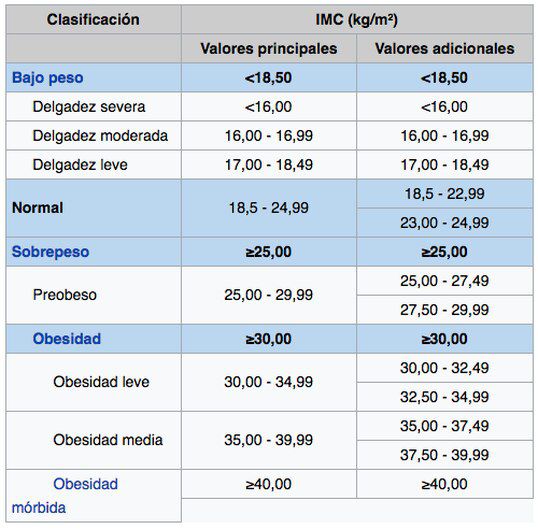 Clasificación IMC (kg/m²)
Valores principales Valores adicionales
Bajo peso <18,50 <18,50
Delgadez severa <16,00 <16,00
Delgadez moderada 16,00 - 16,99 16,00 - 16,99
Delgadez leve 17,00 - 18,49 17,00 - 18,49
Normal 18,5 - 24,99 18,5 - 22,99
23,00 - 24,99
Sobrepeso ≥25,00 ≥25,00
Preobeso 25,00 - 29,99 25,00 - 27,49
27,50 - 29,99
Obesidad ≥30,00 ≥30,00
Obesidad leve 30,00 - 34,99 30,00 - 32,49
32,50 - 34,99
Obesidad media 35,00 - 39,99 35,00 - 37,49
37,50 - 39,99
Obesidad ≥40,00 ≥40,00
mórbida